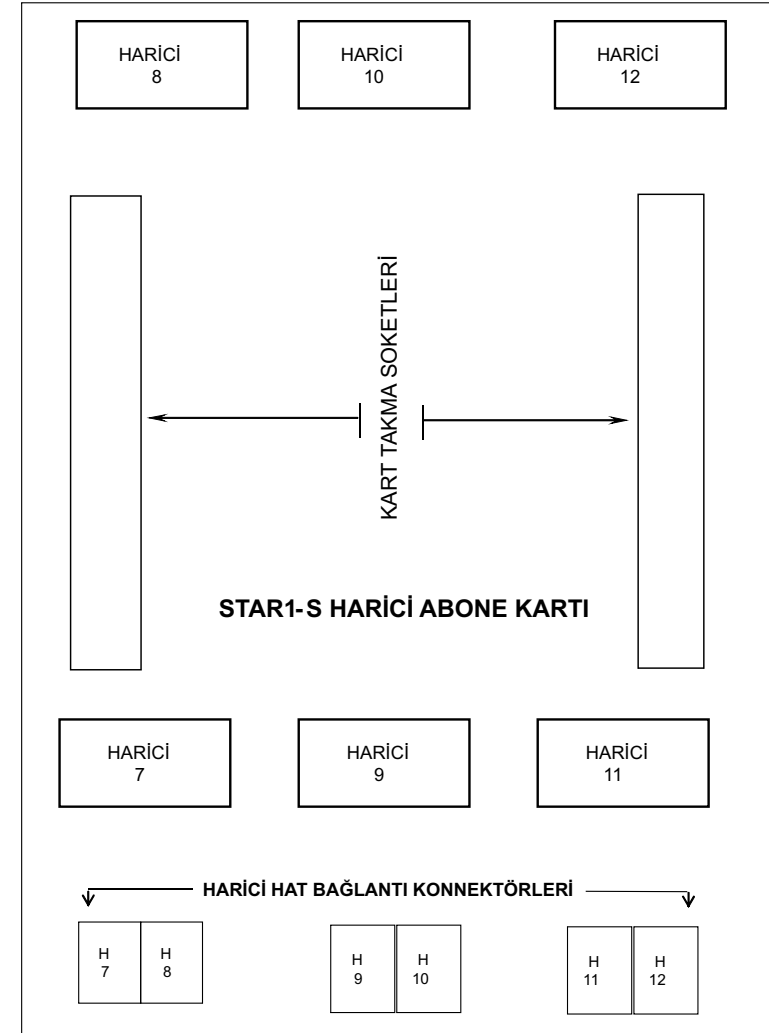 HARİCİ
8
HARİCİ
10
HARİCİ
12
KART TAKMA SOKETLERİ
STAR1-S HARİCİ ABONE KARTI
HARİCİ
7
HARİCİ
9
HARİCİ
11
HARİCİ HAT BAĞLANTI KONNEKTÖRLERİ
H
7
H
8
H
9
H
10
H
11
H
12